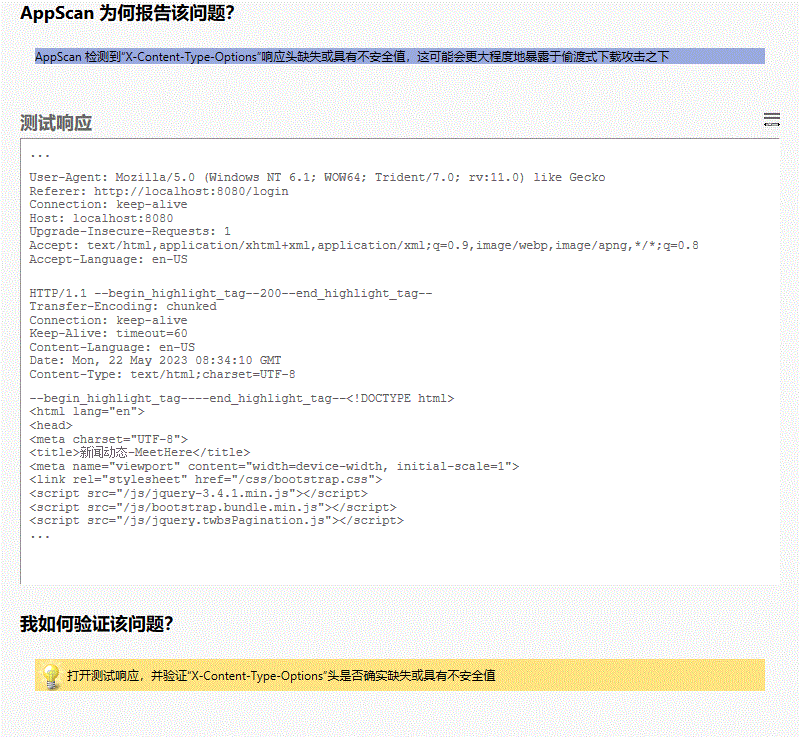 AppScan 为何报告该问题？
AppScan 检测到“X-Content-Type-Options”响应头缺失或具有不安全值，这可能会更大程度地暴露于偷渡式下载攻击之下
测试响应
...
User-Agent: Mozilla/5.0 (Windows NT 6.1; WOW64; Trident/7.0; rv:11.0) like Gecko
Referer: http://localhost:8080/login
Connection: keep-alive
Host: localhost:8080
Upgrade-Insecure-Requests: 1
Accept: text/html,application/xhtml+xml,application/xml;q=0.9,image/webp,image/apng,*/*;q=0.8
Accept-Language: en-US
HTTP/1.1 --begin_highlight_tag--200--end_highlight_tag--
Transfer-Encoding: chunked
Connection: keep-alive
Keep-Alive: timeout=60
Content-Language: en-US
Date: Mon, 22 May 2023 08:34:10 GMT
Content-Type: text/html;charset=UTF-8
--begin_highlight_tag----end_highlight_tag--<!DOCTYPE html>
<html lang="en">
<head>
<meta charset="UTF-8">
<title>新闻动态-MeetHere</title>
<meta name="viewport" content="width=device-width, initial-scale=1">
<link rel="stylesheet" href="/css/bootstrap.css">
<script src="/js/jquery-3.4.1.min.js"></script>
<script src="/js/bootstrap.bundle.min.js"></script>
<script src="/js/jquery.twbsPagination.js"></script>
...
我如何验证该问题？
打开测试响应，并验证“X-Content-Type-Options”头是否确实缺失或具有不安全值